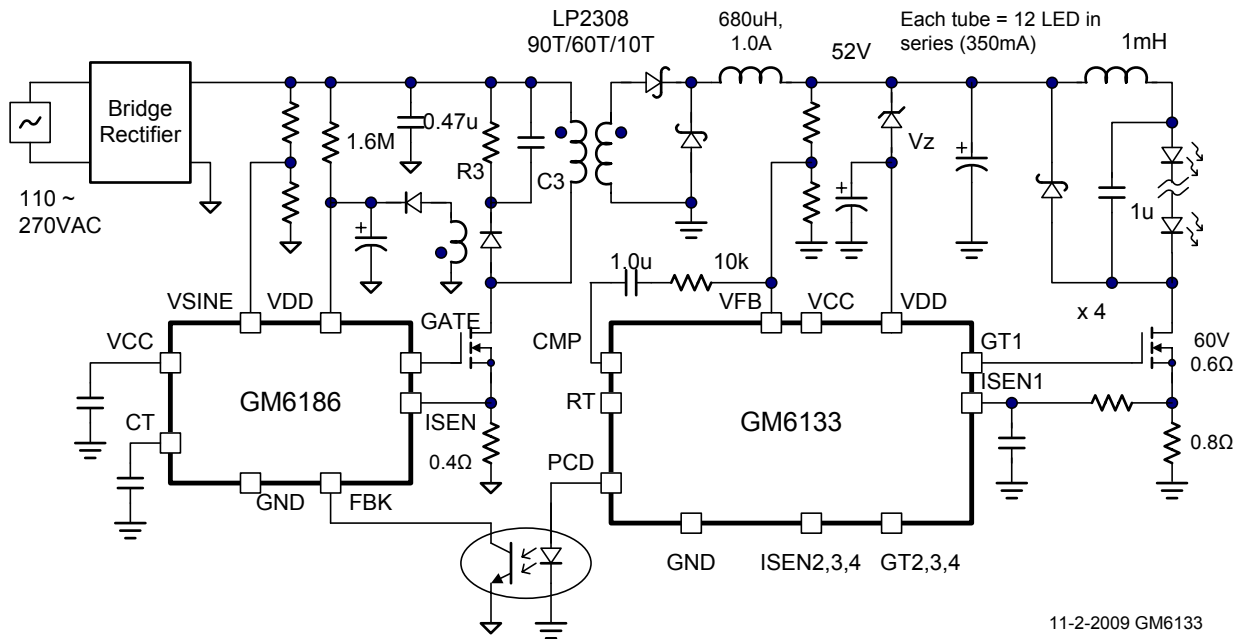 LP2308
90T/60T/10T
680uH,
1.0A
52V
Each tube = 12 LED in
series (350mA)
1mH
Bridge
Rectifier
~
110 ~
270VAC
1.6M
0.47u
R3
C3
Vz
1u
1.0u
10k
x 4
VSINE
VDD
GATE
VCC
CT
GM6186
ISEN
0.4Ω
GND
FBK
VFB
VCC
VDD
CMP
RT
PCD
GM6133
GT1
ISEN1
60V
0.6Ω
0.8Ω
GND
ISEN2,3,4
GT2,3,4
11-2-2009 GM6133